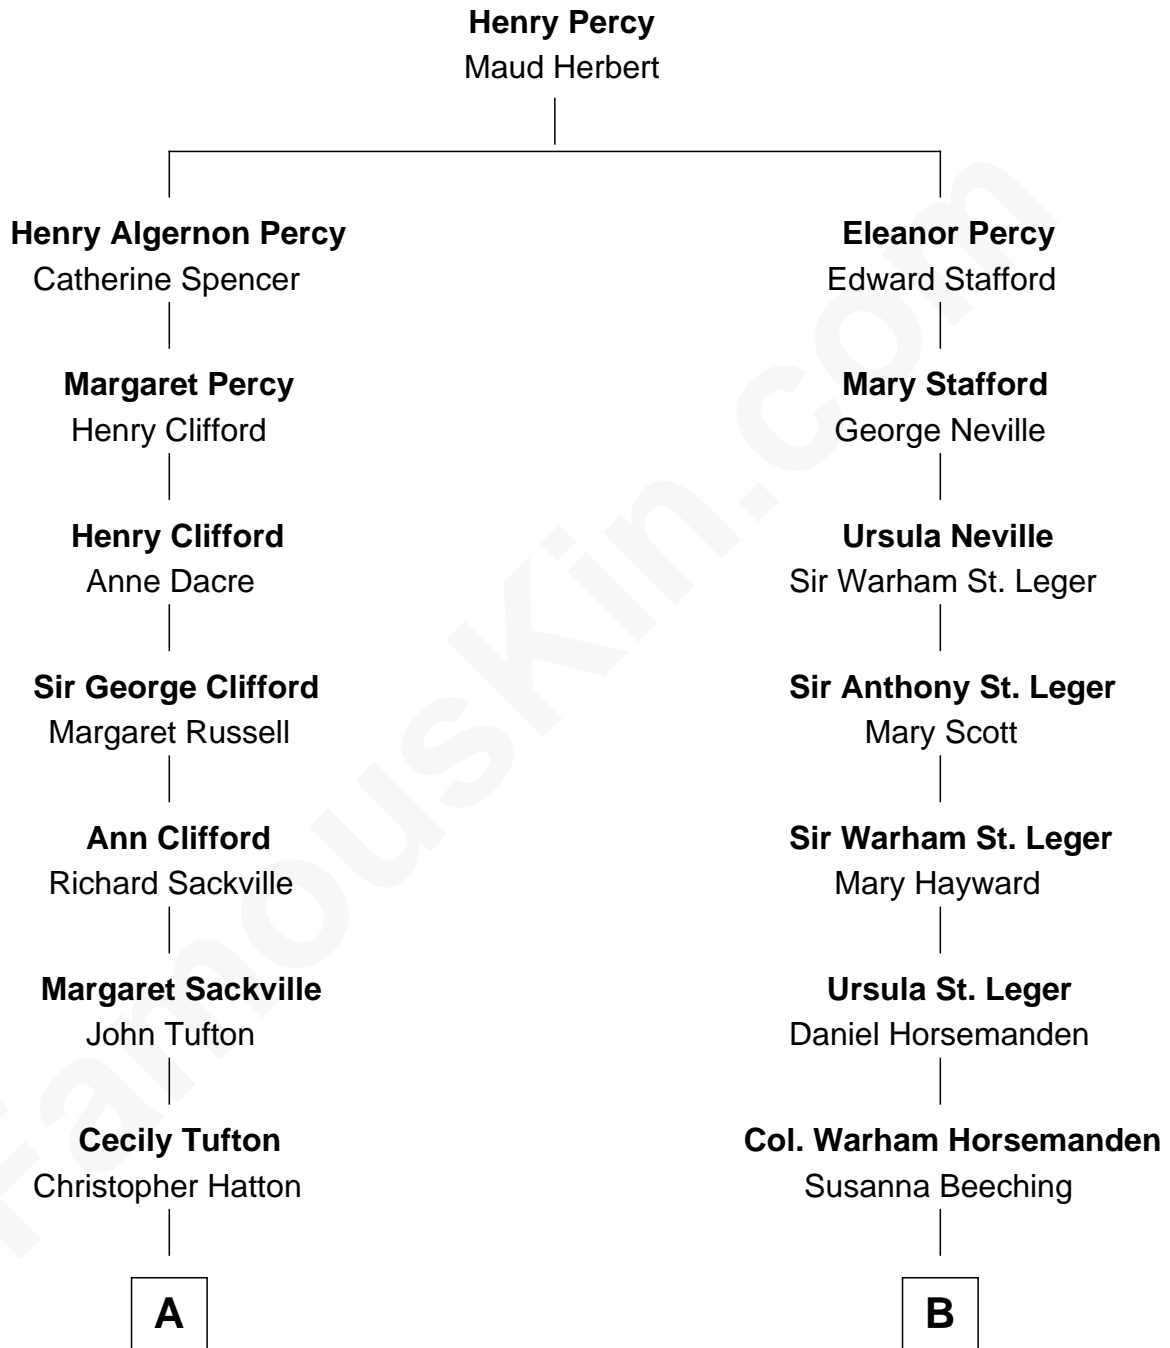 Henry Percy
Maud Herbert
Henry Algernon Percy
Catherine Spencer
Eleanor Percy
Edward Stafford
Margaret Percy
Henry Clifford
Mary Stafford
George Neville
Henry Clifford
Anne Dacre
Ursula Neville
Sir Warham St. Leger
Sir George Clifford
Margaret Russell
Sir Anthony St. Leger
Mary Scott
Ann Clifford
Richard Sackville
Sir Warham St. Leger
Mary Hayward
Margaret Sackville
John Tufton
Ursula St. Leger
Daniel Horsemanden
Cecily Tufton
Christopher Hatton
Col. Warham Horsemanden
Susanna Beeching
A
B
FamousKin.com